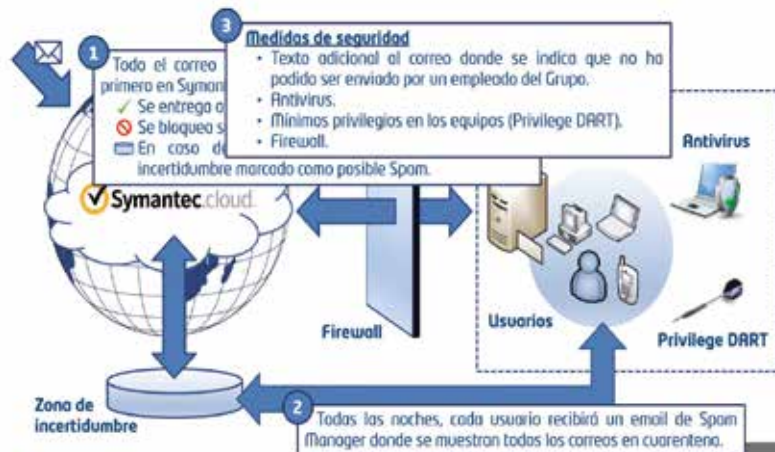 1
Todo el correo
primero en Symant
Se entrega a
Se bloquea s
En caso de
incertidumbre marcado como posible Spam.
3
Medidas de seguridad
• Texto adicional al correo donde se indica que no ha
podido ser enviado por un empleado del Grupo.
• Antivirus.
• Mínimos privilegios en los equipos (Privilege DART).
• Firewall.
Symantec.cloud
Antivirus
Firewall
Usuarios
Privilege DART
Zona de
incertidumbre
2
Todas las noches, cada usuario recibirá un email de Spam
Manager donde se muestran todos los correos en cuarentena.